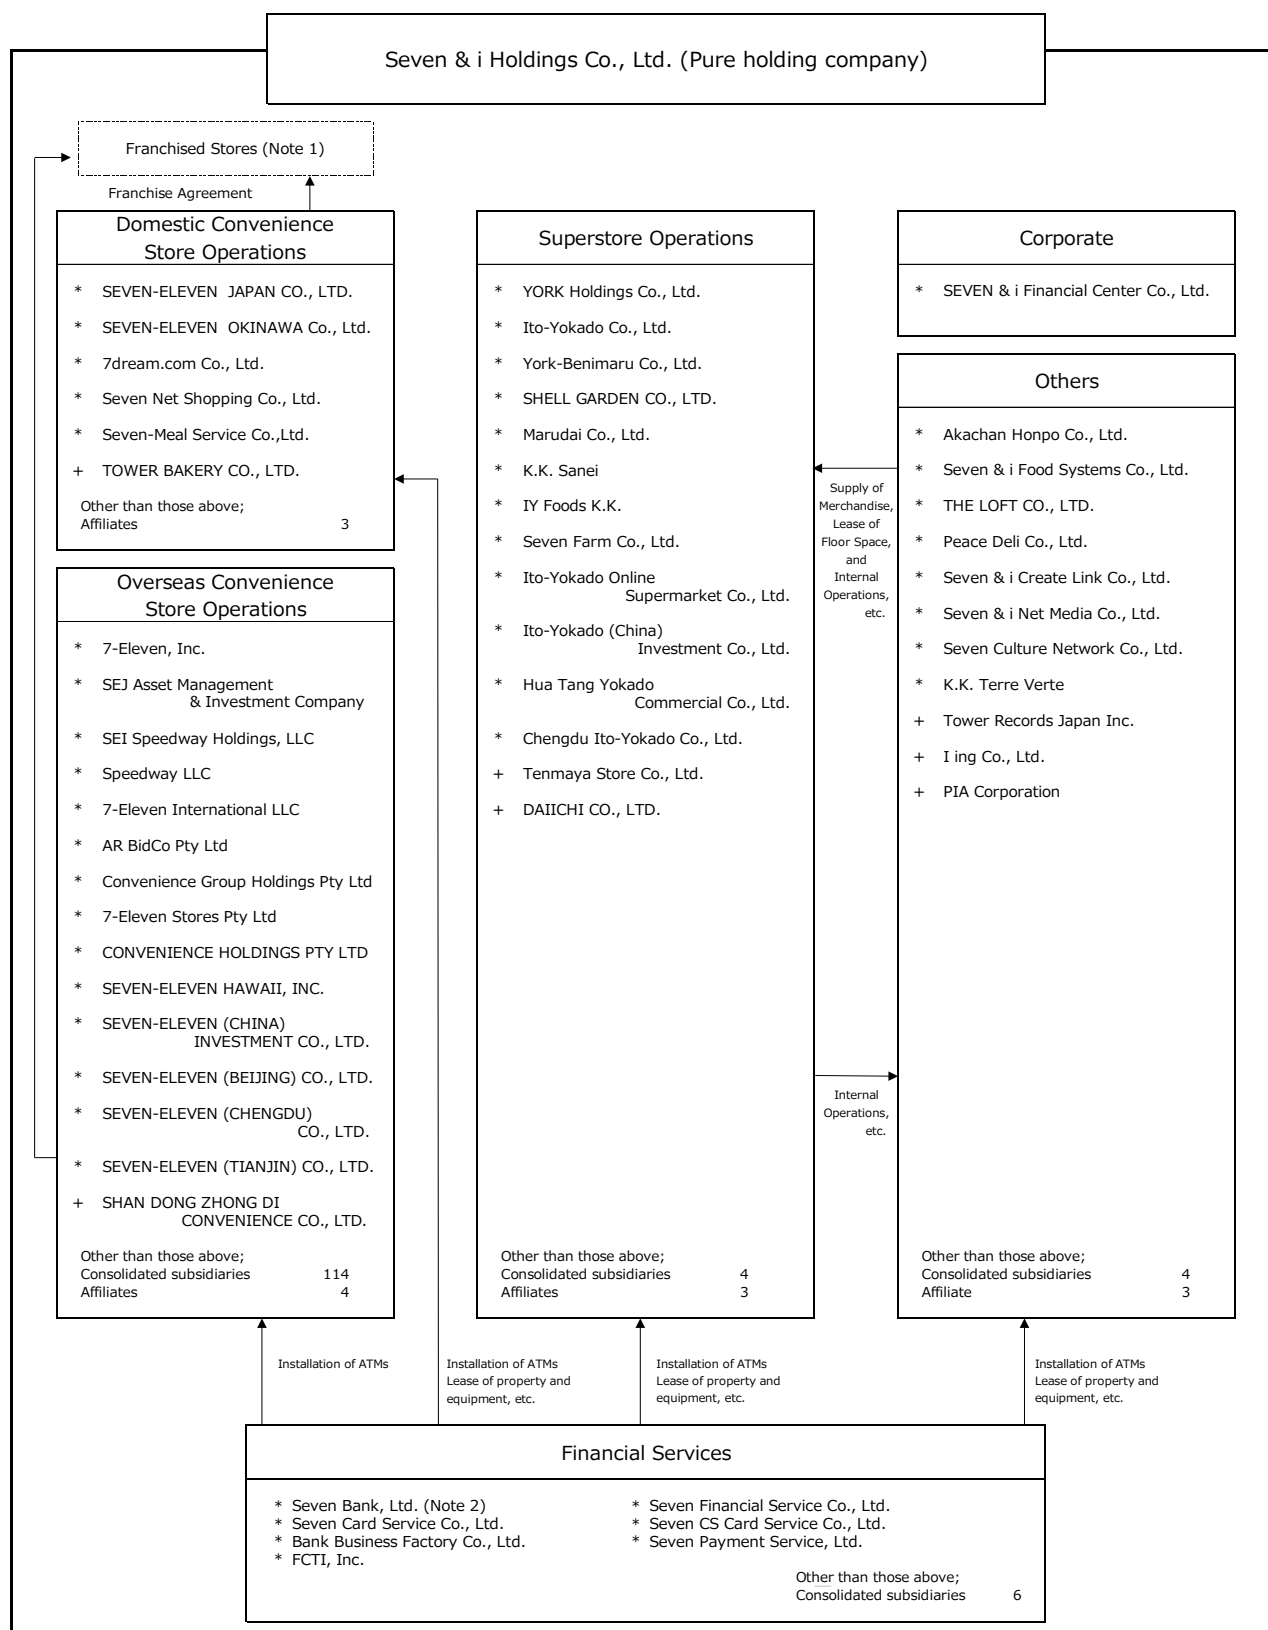 Seven & i Holdings Co., Ltd. (Pure holding company)
Franchised Stores (Note 1)
Franchise Agreement
Domestic Convenience
Store Operations
* SEVEN-ELEVEN JAPAN CO., LTD.
* SEVEN-ELEVEN OKINAWA Co., Ltd.
* 7dream.com Co., Ltd.
* Seven Net Shopping Co., Ltd.
* Seven-Meal Service Co.,Ltd.
+ TOWER BAKERY CO., LTD.
Other than those above;
Affiliates 3
Overseas Convenience
Store Operations
* 7-Eleven, Inc.
* SEJ Asset Management
& Investment Company
* SEI Speedway Holdings, LLC
* Speedway LLC
* 7-Eleven International LLC
* AR BidCo Pty Ltd
* Convenience Group Holdings Pty Ltd
* 7-Eleven Stores Pty Ltd
* CONVENIENCE HOLDINGS PTY LTD
* SEVEN-ELEVEN HAWAII, INC.
* SEVEN-ELEVEN (CHINA)
INVESTMENT CO., LTD.
* SEVEN-ELEVEN (BEIJING) CO., LTD.
* SEVEN-ELEVEN (CHENGDU)
CO., LTD.
* SEVEN-ELEVEN (TIANJIN) CO., LTD.
+ SHAN DONG ZHONG DI
CONVENIENCE CO., LTD.
Other than those above;
Consolidated subsidiaries 114
Affiliates 4
Superstore Operations
* YORK Holdings Co., Ltd.
* Ito-Yokado Co., Ltd.
* York-Benimaru Co., Ltd.
* SHELL GARDEN CO., LTD.
* Marudai Co., Ltd.
* K.K. Sanei
* IY Foods K.K.
* Seven Farm Co., Ltd.
* Ito-Yokado Online
Supermarket Co., Ltd.
* Ito-Yokado (China)
Investment Co., Ltd.
* Hua Tang Yokado
Commercial Co., Ltd.
* Chengdu Ito-Yokado Co., Ltd.
+ Tenmaya Store Co., Ltd.
+ DAIICHI CO., LTD.
Other than those above;
Consolidated subsidiaries 4
Affiliates 3
Supply of
Merchandise,
Lease of
Floor Space,
and
Internal
Operations,
etc.
Internal
Operations,
etc.
Corporate
* SEVEN & i Financial Center Co., Ltd.
Others
* Akachan Honpo Co., Ltd.
* Seven & i Food Systems Co., Ltd.
* THE LOFT CO., LTD.
* Peace Deli Co., Ltd.
* Seven & i Create Link Co., Ltd.
* Seven & i Net Media Co., Ltd.
* Seven Culture Network Co., Ltd.
* K.K. Terre Verte
+ Tower Records Japan Inc.
+ I ing Co., Ltd.
+ PIA Corporation
Other than those above;
Consolidated subsidiaries 4
Affiliate 3
Installation of ATMs
Installation of ATMs
Lease of property and
equipment, etc.
Installation of ATMs
Lease of property and
equipment, etc.
Installation of ATMs
Lease of property and
equipment, etc.
Financial Services
* Seven Bank, Ltd. (Note 2)
* Seven Card Service Co., Ltd.
* Bank Business Factory Co., Ltd.
* FCTI, Inc.
* Seven Financial Service Co., Ltd.
* Seven CS Card Service Co., Ltd.
* Seven Payment Service, Ltd.
Other than those above;
Consolidated subsidiaries 6